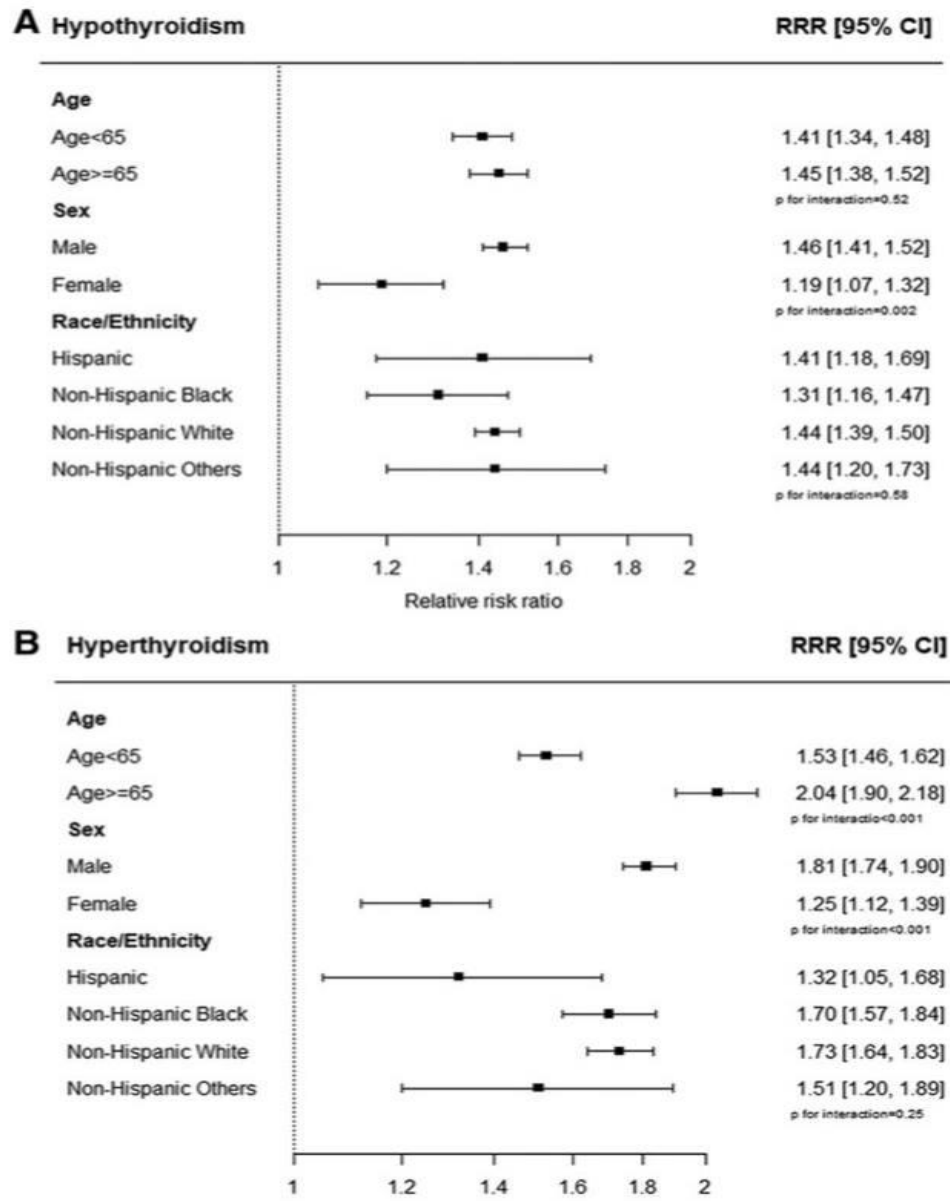 A Hypothyroidism RRR [95% CI]
Age
Age<65 1.41 [1.34, 1.48]
Age>=65 1.45 [1.38, 1.52]
p for interaction=0.52
Sex
Male 1.46 [1.41, 1.52]
Female 1.19 [1.07, 1.32]
p for interaction=0.002
Race/Ethnicity
Hispanic 1.41 [1.18, 1.69]
Non-Hispanic Black 1.31 [1.16, 1.47]
Non-Hispanic White 1.44 [1.39, 1.50]
Non-Hispanic Others 1.44 [1.20, 1.73]
p for interaction=0.58
1 1.2 1.4 1.6 1.8 2
Relative risk ratio
B Hyperthyroidism RRR [95% CI]
Age
Age<65 1.53 [1.46, 1.62]
Age>=65 2.04 [1.90, 2.18]
p for interactio<0.001
Sex
Male 1.81 [1.74, 1.90]
Female 1.25 [1.12, 1.39]
p for interaction<0.001
Race/Ethnicity
Hispanic 1.32 [1.05, 1.68]
Non-Hispanic Black 1.70 [1.57, 1.84]
Non-Hispanic White 1.73 [1.64, 1.83]
Non-Hispanic Others 1.51 [1.20, 1.89]
p for interaction=0.25
1 1.2 1.4 1.6 1.8 2